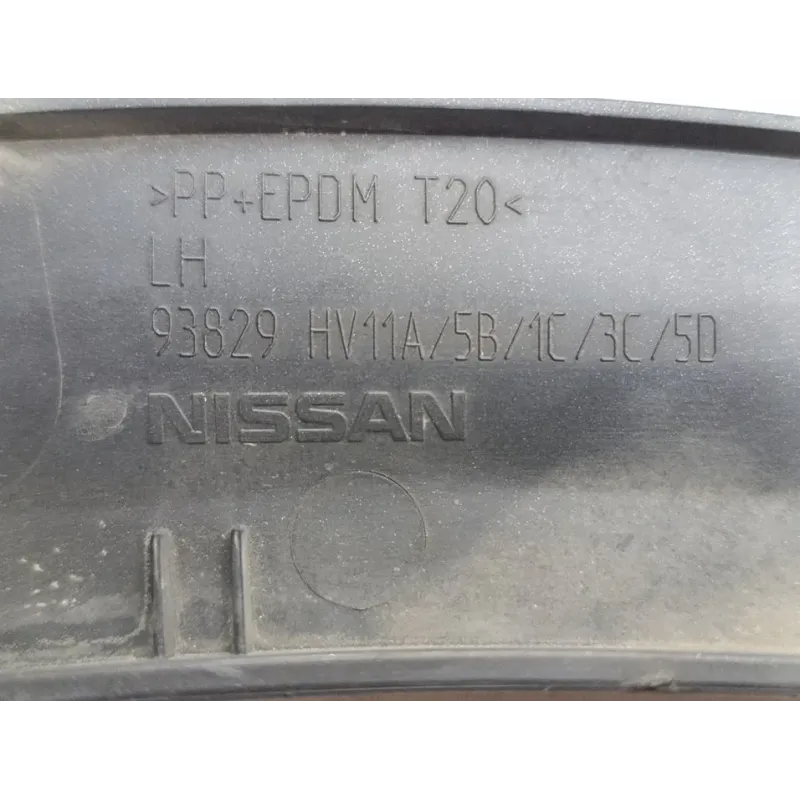 >PP+EPDM T20<
LH
93829 HV11A/5B/1C/3C/5D
NISSAN